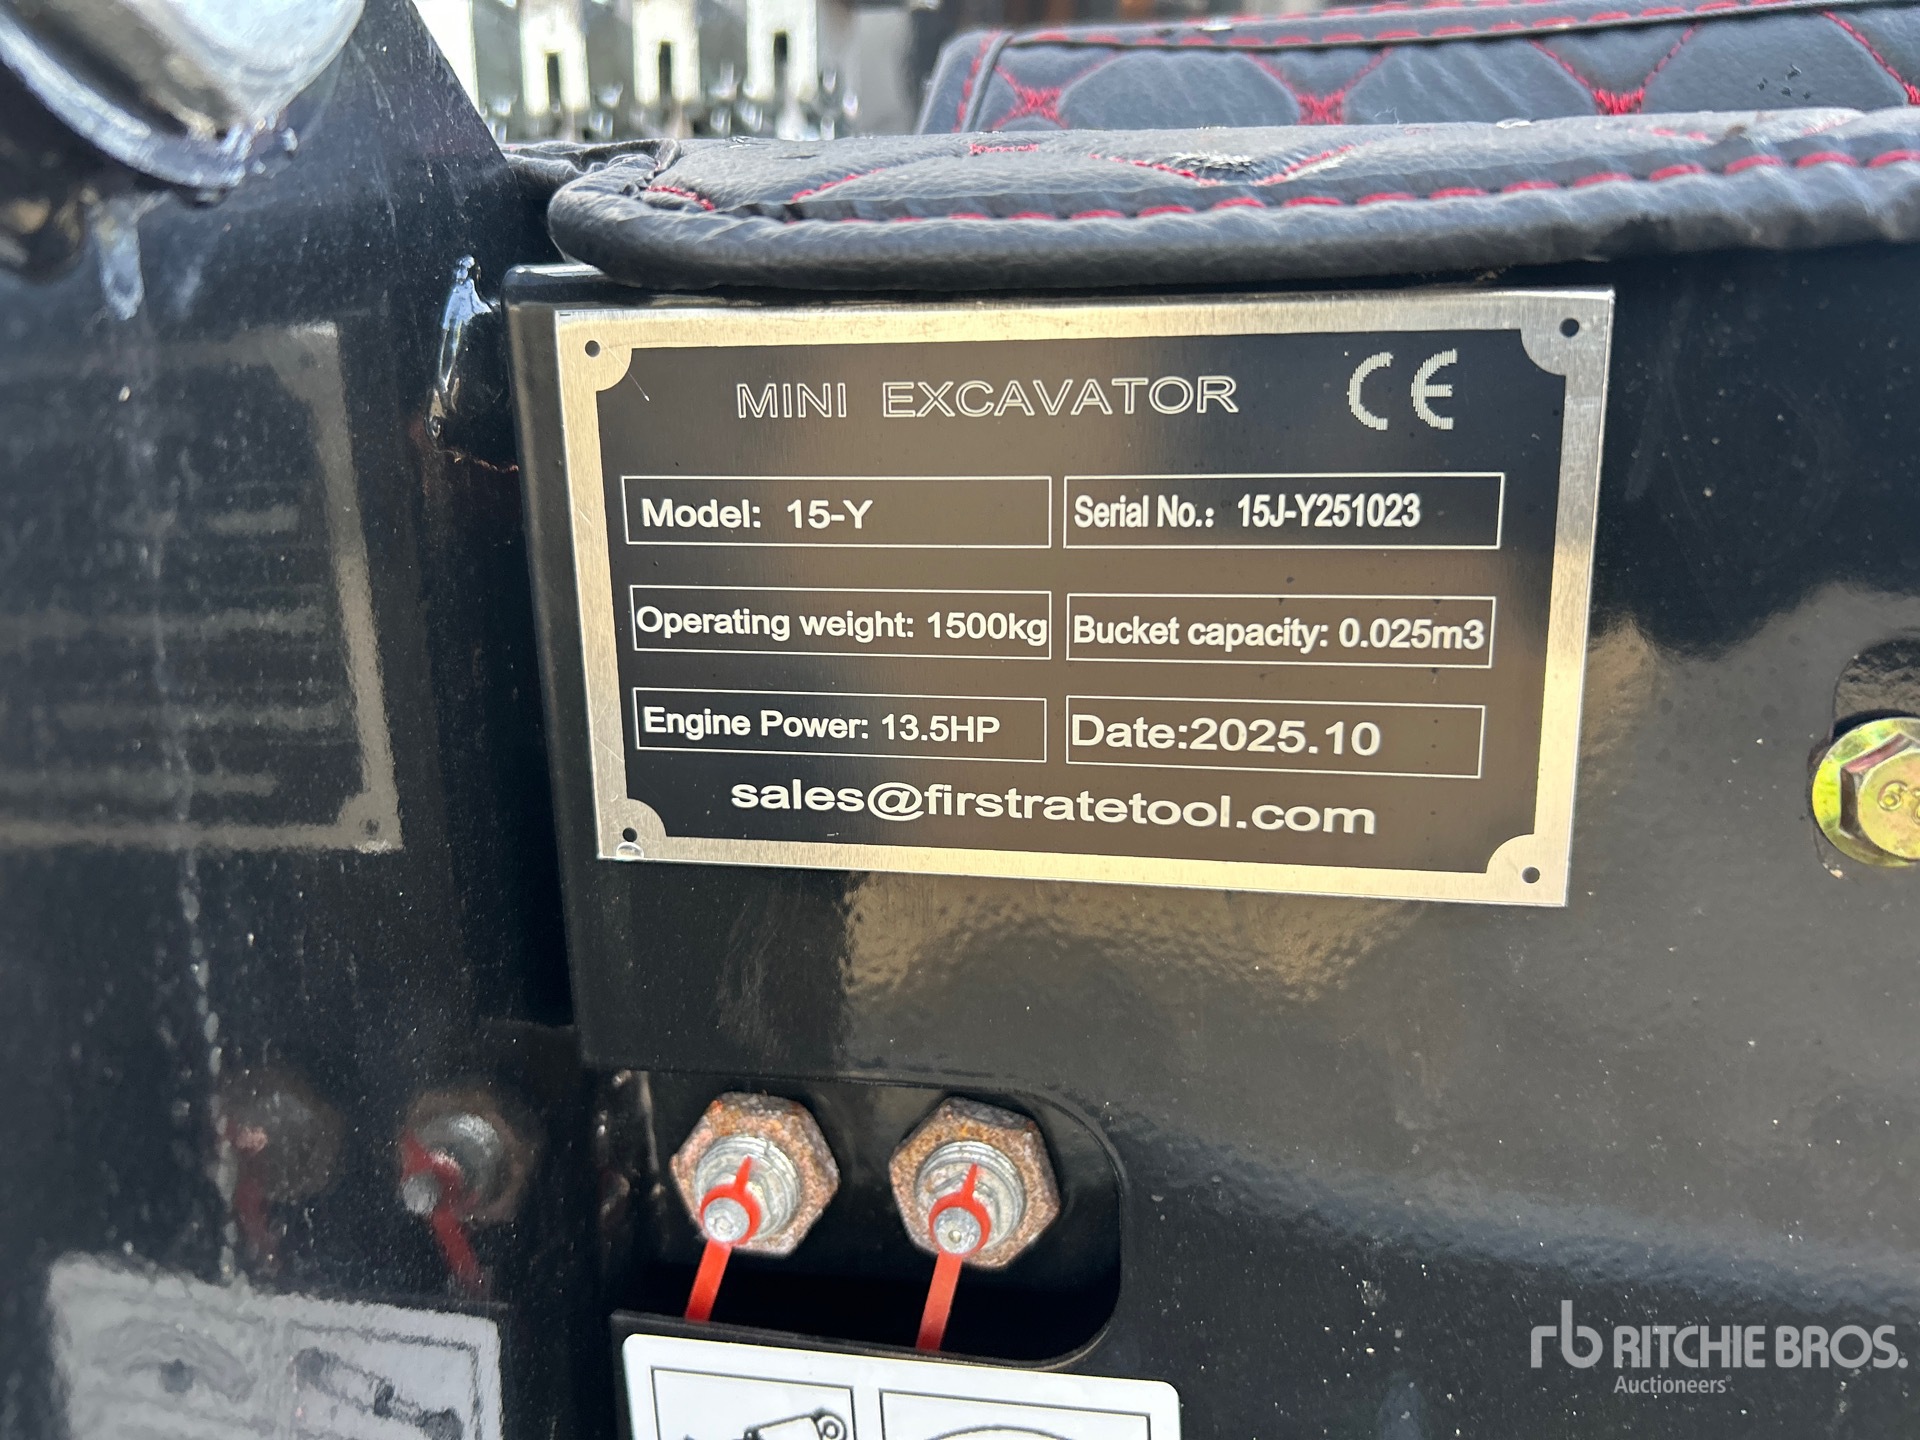 MINI EXCAVATOR CE
Model: 15-Y
Serial No.: 15J-Y251023
Operating weight: 1500kg
Bucket capacity: 0.025m3
Engine Power: 13.5HP
Date:2025.10
sales@firstratetool.com
rb RITCHIE BROS.
Auctioneers